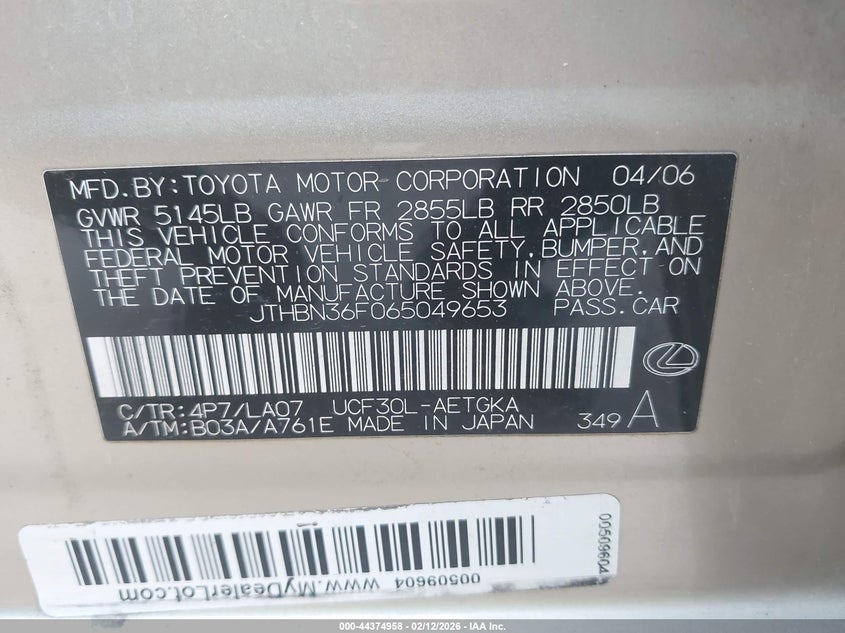 MFD.BY:TOYOTA MOTOR CORPORATION 04/06
GVWR 5145LB GAWR FR 2855LB RR 2850LB
THIS VEHICLE CONFORMS TO ALL APPLICABLE
FEDERAL MOTOR VEHICLE SAFETY, BUMPER, AND
THEFT PREVENTION STANDARDS IN EFFECT ON
THE DATE OF MANUFACTURE SHOWN ABOVE.
JTHBN36F065049653 PASS.CAR
C/TR:4P7/LA07 UCF30L-AETGKA
A/TM:B03A/A761E MADE IN JAPAN 349 A
00509604
www.MyDealerLot.com
00509604
000-44374958 - 02/12/2026 - IAA Inc.